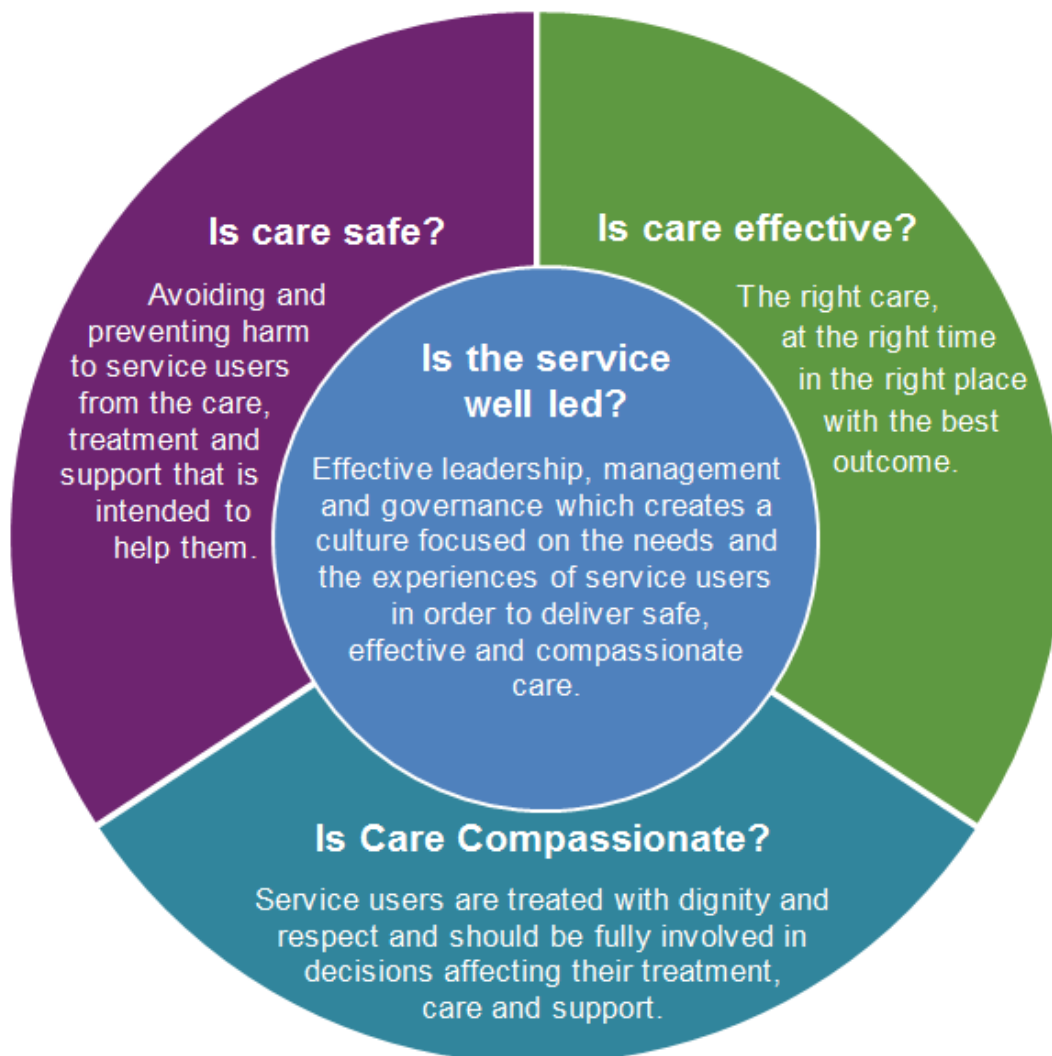 Is care safe?
Avoiding and
preventing harm
to service users
from the care,
treatment and
support that is
intended to
help them.
Is care effective?
The right care,
at the right time
in the right place
with the best
outcome.
Is the service
well led?
Effective leadership, management
and governance which creates a
culture focused on the needs and
the experiences of service users
in order to deliver safe,
effective and compassionate
care.
Is Care Compassionate?
Service users are treated with dignity and
respect and should be fully involved in
decisions affecting their treatment,
care and support.